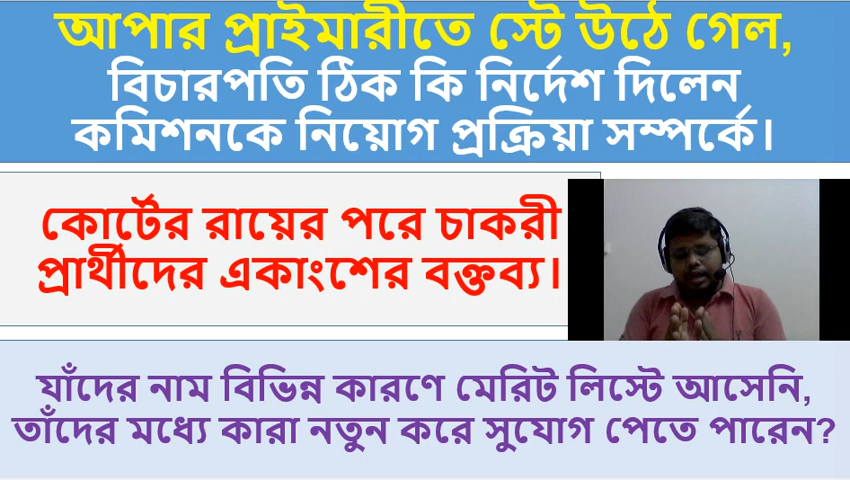 আপার প্রাইমারীতে স্টে উঠে গেল,
বিচারপতি ঠিক কি নির্দেশ দিলেন
কমিশনকে নিয়োগ প্রক্রিয়া সম্পর্কে।
কোর্টের রায়ের পরে চাকরী
প্রার্থীদের একাংশের বক্তব্য।
যাঁদের নাম বিভিন্ন কারণে মেরিট লিস্টে আসেনি,
তাঁদের মধ্যে কারা নতুন করে সুযোগ পেতে পারেন?